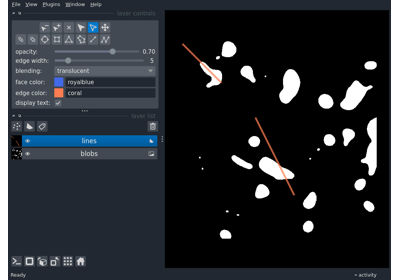 File View Plugins Window Help
layer controls
opacity: 0.70
edge width: 5
blending: translucent
face color: royalblue
edge color: coral
display text:
layer list
lines
blobs
Ready
activity